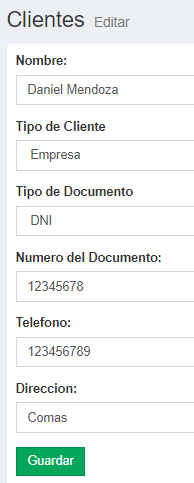 Clientes Editar
Nombre:
Daniel Mendoza
Tipo de Cliente
Empresa
Tipo de Documento
DNI
Numero del Documento:
12345678
Telefono:
123456789
Direccion:
Comas
Guardar